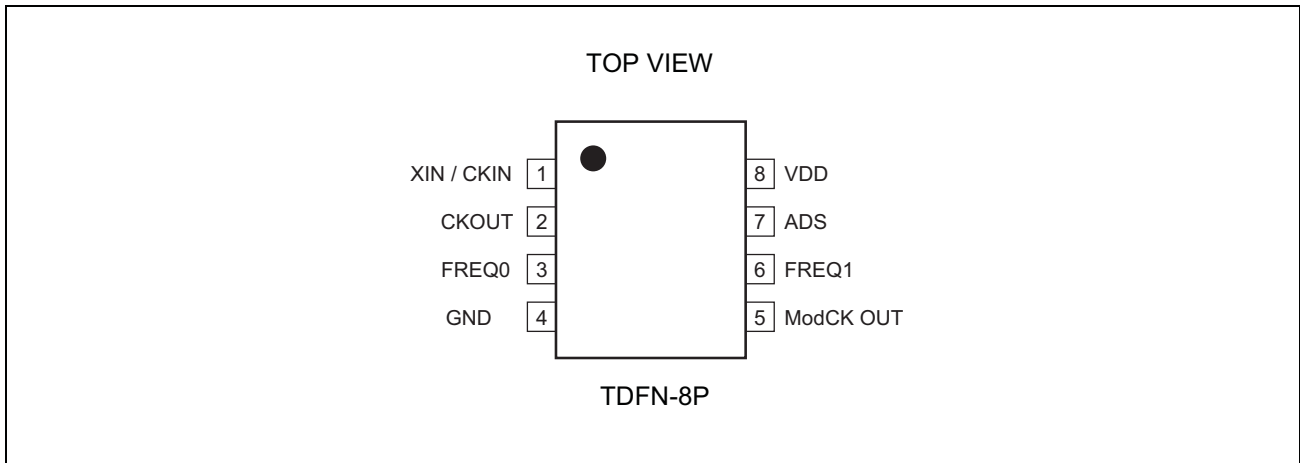 TOP VIEW
XIN / CKIN 1
8 VDD
CKOUT 2
7 ADS
FREQ0 3
6 FREQ1
GND 4
5 ModCK OUT
TDFN-8P